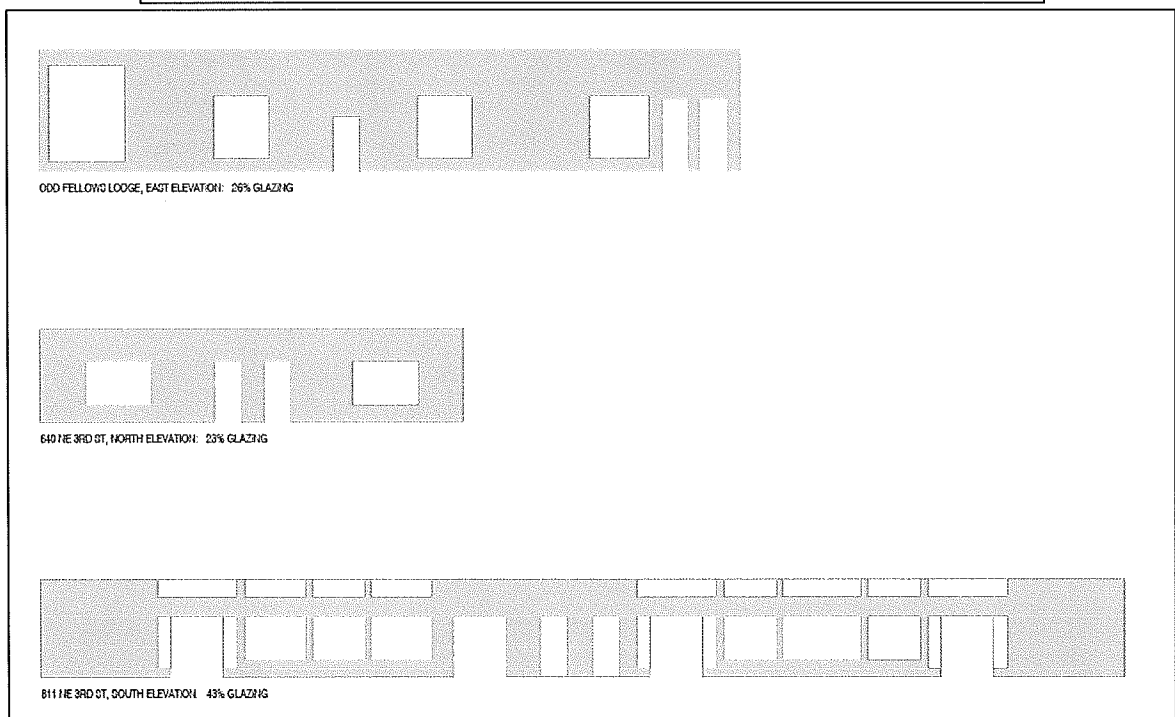 ODD FELLOWS LODGE, EAST ELEVATION: 26% GLAZING
640 NE 3RD ST, NORTH ELEVATION: 23% GLAZING
811 NE 3RD ST, SOUTH ELEVATION 43% GLAZING